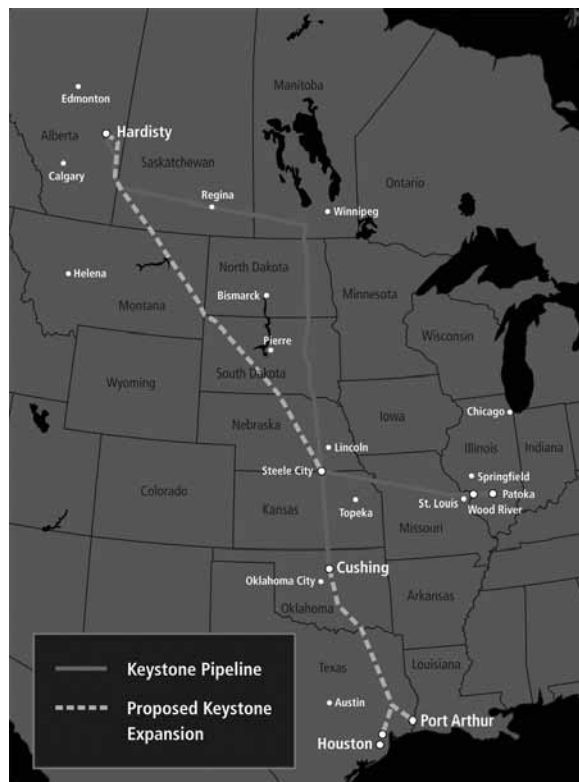 Manitoba
Edmonton
Hardisty
Alberta
Saskatchewan
Calgary
Ontario
Regina
Winnipeg
North Dakota
Helena
Bismarck
Minnesota
Montana
Wisconsin
Pierre
South Dakota
Wyoming
Iowa
Chicago
Nebraska
Lincoln
Illinois
Indiana
Steele City
Springfield
Colorado
Kansas
St. Louis
Patoka
Topeka
Wood River
Missouri
Cushing
Oklahoma City
Arkansas
Oklahoma
Louisiana
Texas
Keystone Pipeline
Austin
Proposed Keystone
Expansion
Port Arthur
Houston